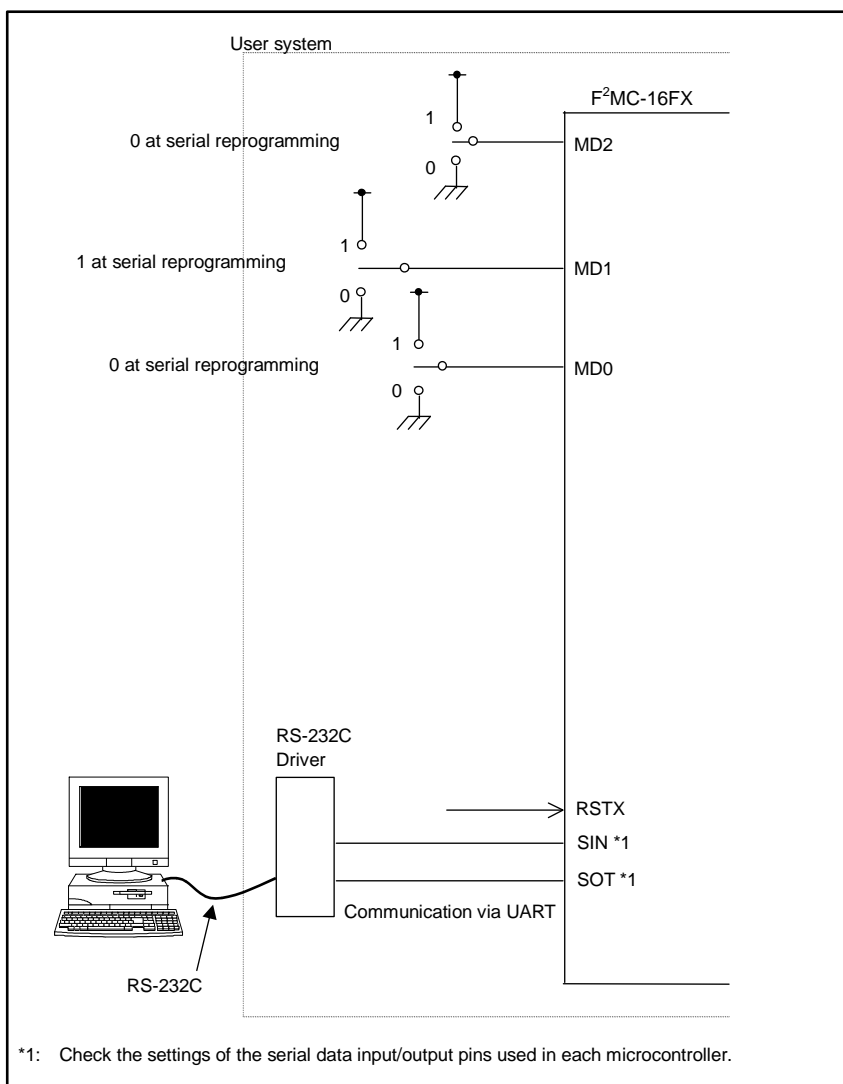 User system
F²MC-16FX
1
0 at serial reprogramming
MD2
0
1
1 at serial reprogramming
MD1
0
1
0 at serial reprogramming
MD0
0
RS-232C
Driver
RSTX
SIN *1
SOT *1
Communication via UART
RS-232C
*1: Check the settings of the serial data input/output pins used in each microcontroller.